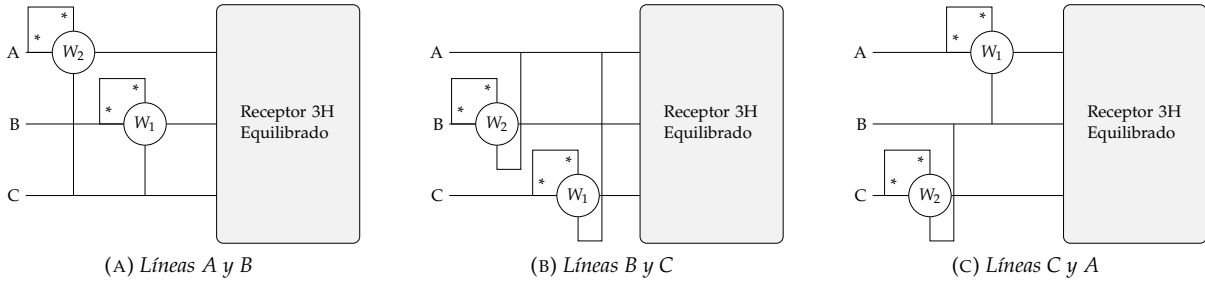 *
*
A
W2
*
*
B
W1
C
Receptor 3H
Equilibrado
(A) Líneas A y B
A
*
*
B
W2
*
*
C
W1
Receptor 3H
Equilibrado
(B) Líneas B y C
*
*
A
W1
B
*
*
C
W2
Receptor 3H
Equilibrado
(C) Líneas C y A